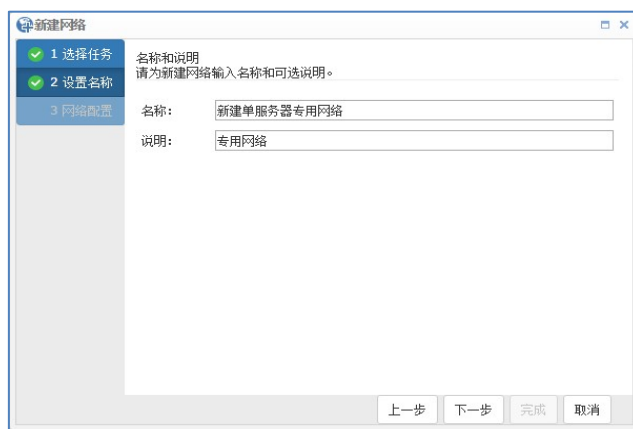 新建网络
1 选择任务
2 设置名称
3 网络配置
名称和说明
请为新建网络输入名称和可选说明。
名称： 新建单服务器专用网络
说明： 专用网络
上一步 下一步 完成 取消